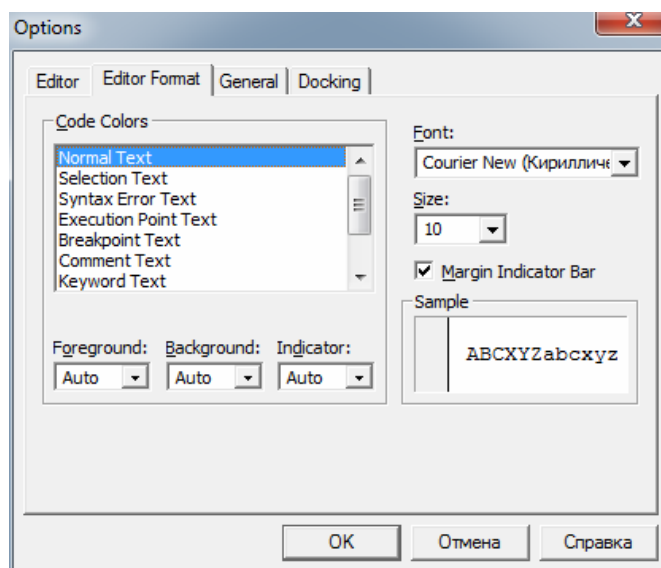 Options
Editor Editor Format General Docking
Code Colors
Normal Text
Selection Text
Syntax Error Text
Execution Point Text
Breakpoint Text
Comment Text
Keyword Text
Foreground: Background: Indicator:
Auto Auto Auto
Font:
Courier New (Кирилличе
Size:
10
Margin Indicator Bar
Sample
ABCXYZabcxyz
OK Отмена Справка